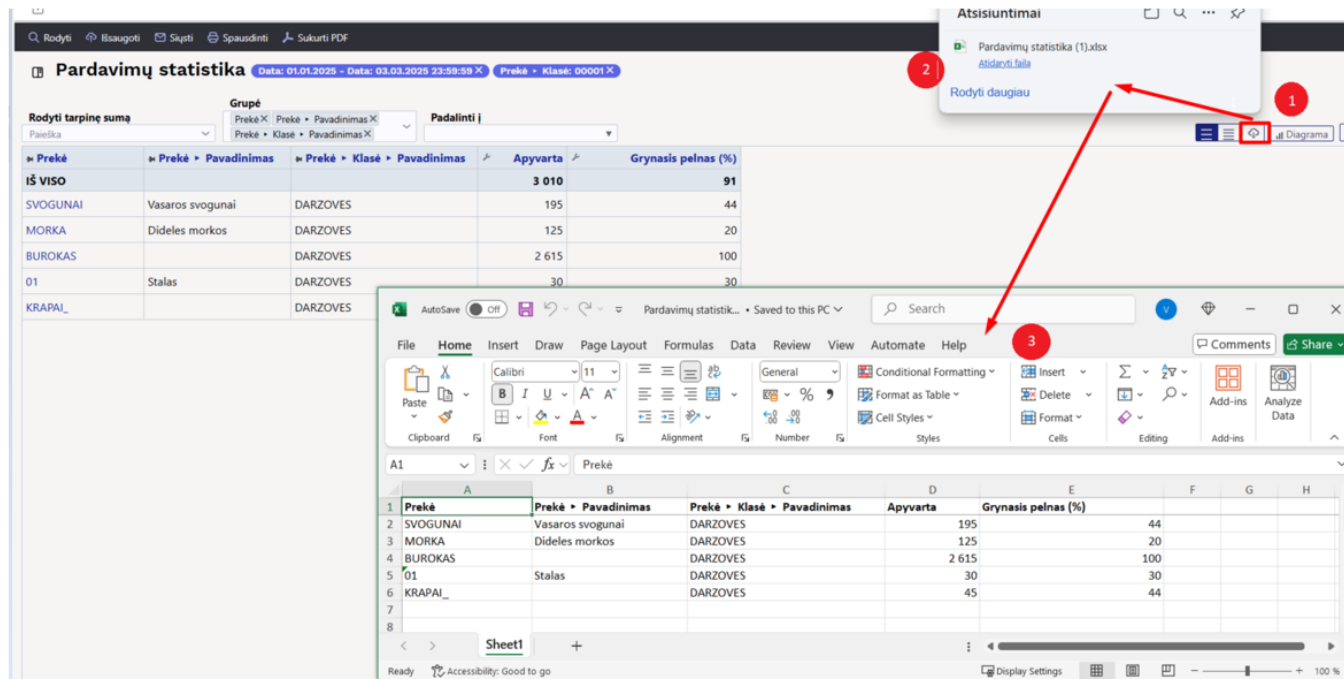 Atsisiuntimai
Rodyti Išsaugoti Siųsti Spausdinti Sukurti PDF
Pardavimų statistika (1).xlsx
Atidaryti failą
Rodyti daugiau
2
1
Pardavimų statistika Data: 01.01.2025 - Data: 03.03.2025 23:59:59 X Prekė ‣ Klasė: 00001 X
Rodyti tarpinę sumą Grupė Padalinti į
Paieška Prekė X Prekė ‣ Pavadinimas X
Prekė ‣ Klasė ‣ Pavadinimas X
Diagrama
Prekė Prekė ‣ Pavadinimas Prekė ‣ Klasė ‣ Pavadinimas Apyvarta Grynasis pelnas (%)
IŠ VISO 3 010 91
SVOGUNAI Vasaros svogunai DARZOVES 195 44
MORKA Dideles morkos DARZOVES 125 20
BUROKAS DARZOVES 2 615 100
01 Stalas DARZOVES 30 30
KRAPAI_ DARZOVES
AutoSave Off Pardavimų statistik... • Saved to this PC Search V
3
File Home Insert Draw Page Layout Formulas Data Review View Automate Help Comments Share
Paste Calibri 11 General Conditional Formatting Insert
B I U A A Format as Table Delete Add-ins Analyze Data
Cell Styles Format
Clipboard Font Alignment Number Styles Cells Editing Add-ins
A1 fx Prekė
A B C D E F G H
1 Prekė Prekė ‣ Pavadinimas Prekė ‣ Klasė ‣ Pavadinimas Apyvarta Grynasis pelnas (%)
2 SVOGUNAI Vasaros svogunai DARZOVES 195 44
3 MORKA Dideles morkos DARZOVES 125 20
4 BUROKAS DARZOVES 2 615 100
5 01 Stalas DARZOVES 30 30
6 KRAPAI_ DARZOVES 45 44
7
8
Sheet1
Ready Accessibility: Good to go Display Settings 100 %